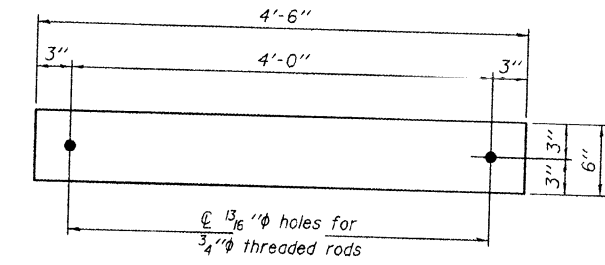 4'-6"
3" 4'-0" 3"
3"
3"
6"
℄ 13/16"ϕ holes for
3/4"ϕ threaded rods